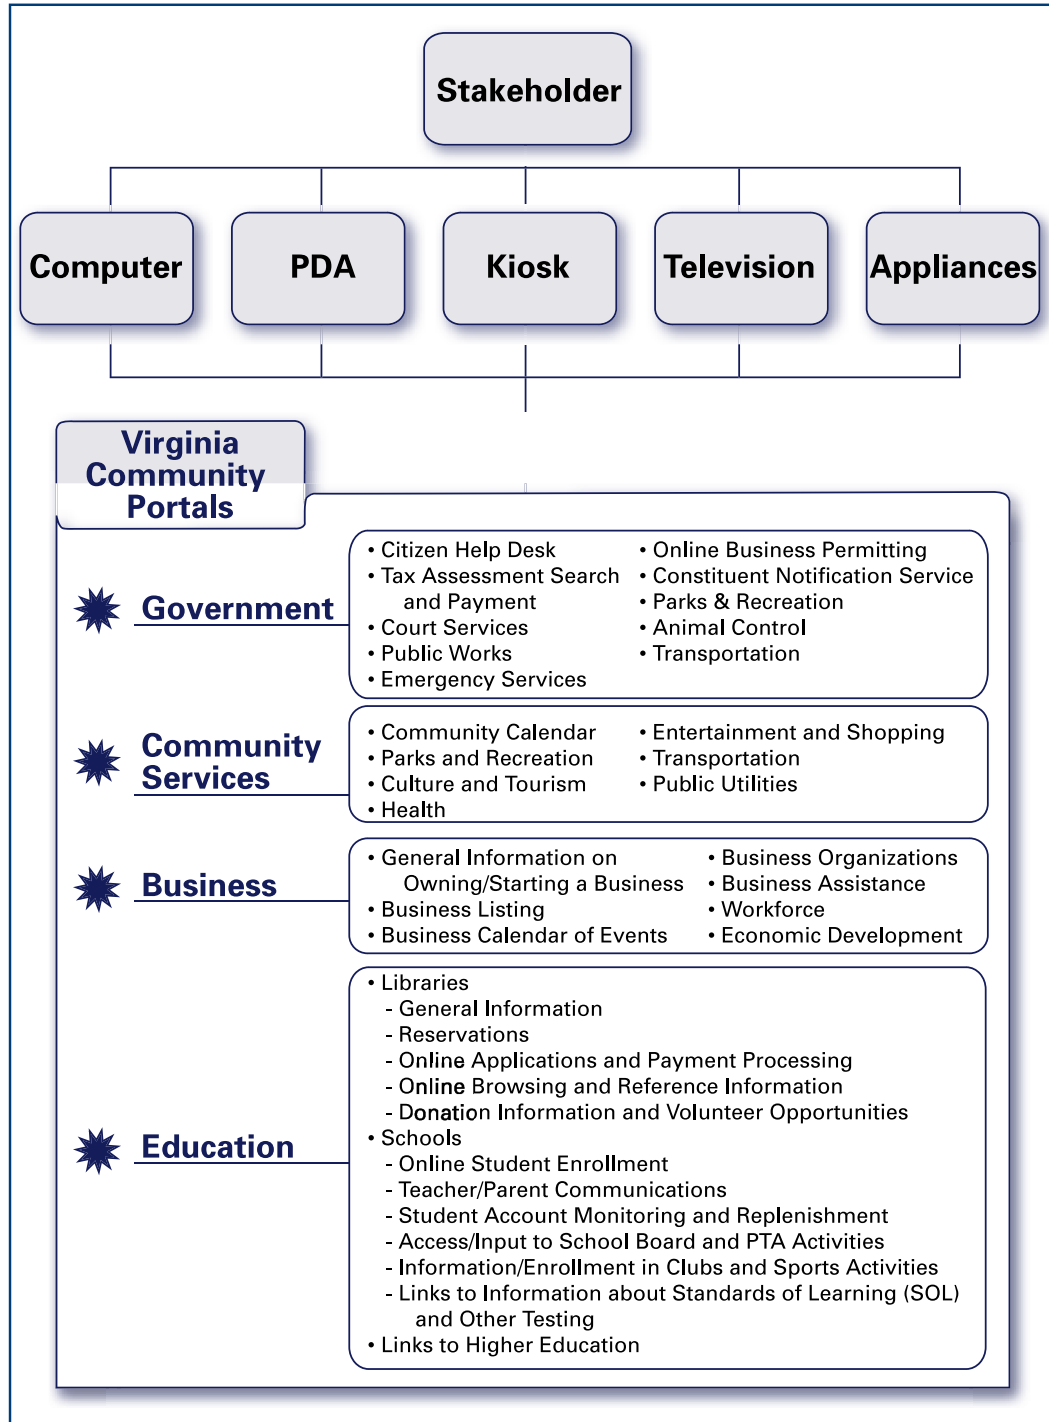 Stakeholder
Computer
PDA
Kiosk
Television
Appliances
Virginia
Community
Portals
Government
• Citizen Help Desk
• Tax Assessment Search
and Payment
• Court Services
• Public Works
• Emergency Services
• Online Business Permitting
• Constituent Notification Service
• Parks & Recreation
• Animal Control
• Transportation
Community
Services
• Community Calendar
• Parks and Recreation
• Culture and Tourism
• Health
• Entertainment and Shopping
• Transportation
• Public Utilities
Business
• General Information on
Owning/Starting a Business
• Business Listing
• Business Calendar of Events
• Business Organizations
• Business Assistance
• Workforce
• Economic Development
Education
• Libraries
- General Information
- Reservations
- Online Applications and Payment Processing
- Online Browsing and Reference Information
- Donation Information and Volunteer Opportunities
• Schools
- Online Student Enrollment
- Teacher/Parent Communications
- Student Account Monitoring and Replenishment
- Access/Input to School Board and PTA Activities
- Information/Enrollment in Clubs and Sports Activities
- Links to Information about Standards of Learning (SOL)
and Other Testing
• Links to Higher Education